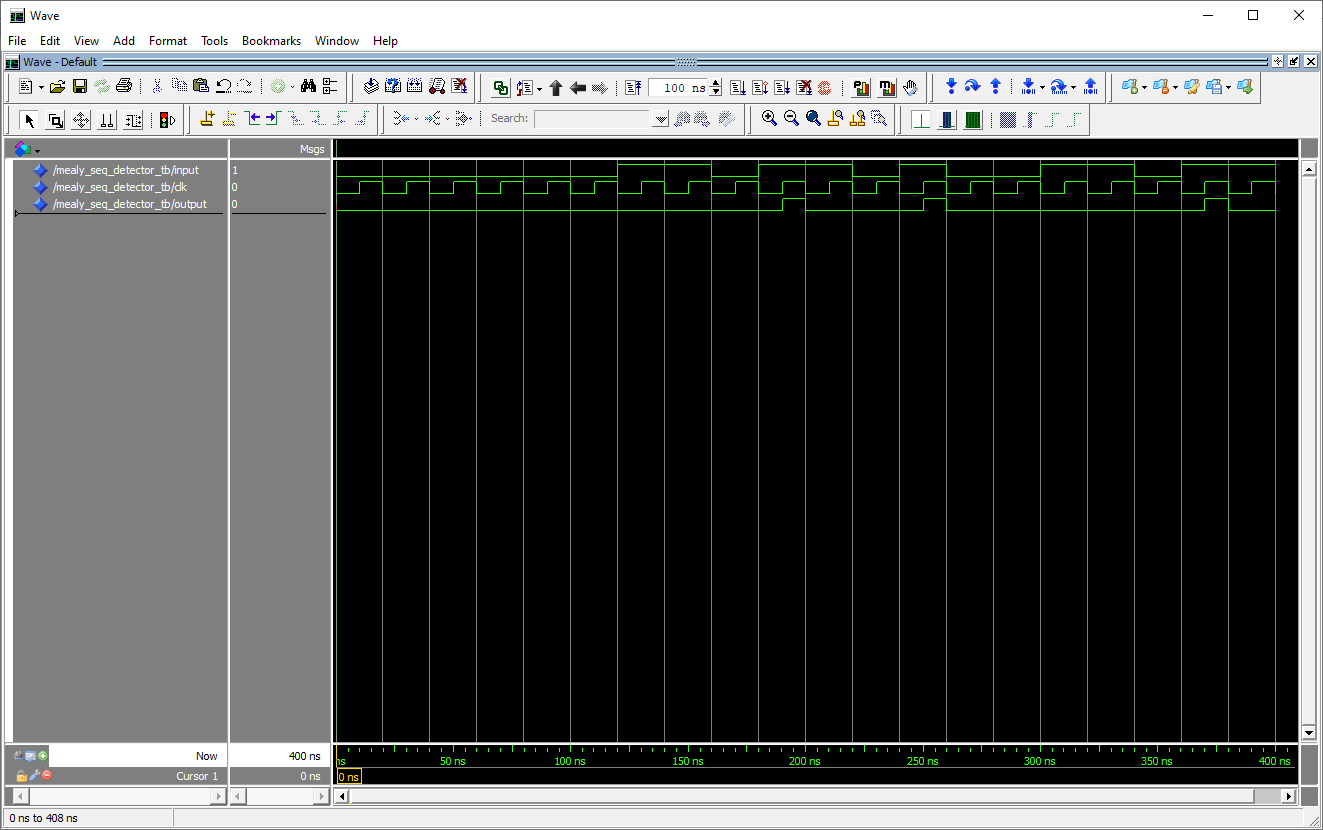 Wave
File Edit View Add Format Tools Bookmarks Window Help
Wave - Default
100 ns
Search:
Msgs
/mealy_seq_detector_tb/input 1
/mealy_seq_detector_tb/clk 0
/mealy_seq_detector_tb/output 0
Now 400 ns
ns 50 ns 100 ns 150 ns 200 ns 250 ns 300 ns 350 ns 400 ns
Cursor 1 0 ns 0 ns
0 ns to 408 ns